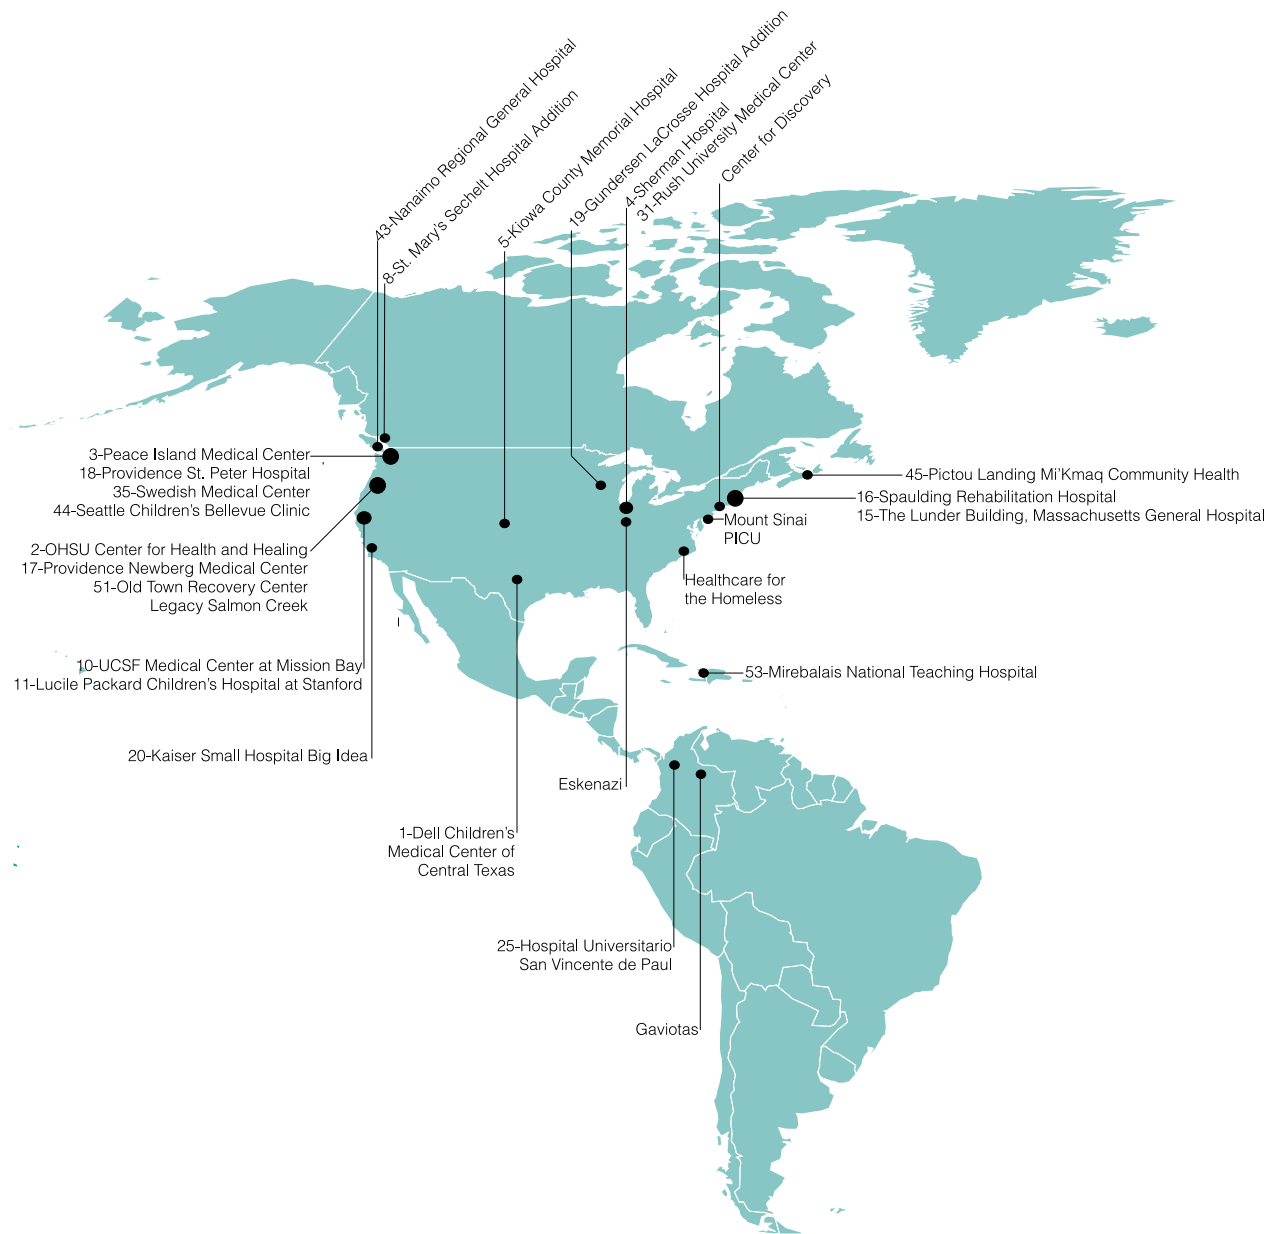 43-Nanaimo Regional General Hospital
8-St. Mary's Sechelt Hospital Addition
5-Kiowa County Memorial Hospital
19-Gundersen LaCrosse Hospital Addition
4-Sherman Hospital
31-Rush University Medical Center
Center for Discovery
3-Peace Island Medical Center
18-Providence St. Peter Hospital
35-Swedish Medical Center
44-Seattle Children's Bellevue Clinic
2-OHSU Center for Health and Healing
17-Providence Newberg Medical Center
51-Old Town Recovery Center
Legacy Salmon Creek
10-UCSF Medical Center at Mission Bay
11-Lucile Packard Children's Hospital at Stanford
20-Kaiser Small Hospital Big Idea
1-Dell Children's
Medical Center of
Central Texas
Eskenazi
25-Hospital Universitario
San Vincente de Paul
Gaviotas
45-Pictou Landing Mi'Kmaq Community Health
16-Spaulding Rehabilitation Hospital
15-The Lunder Building, Massachusetts General Hospital
Mount Sinai
PICU
Healthcare for
the Homeless
53-Mirebalais National Teaching Hospital